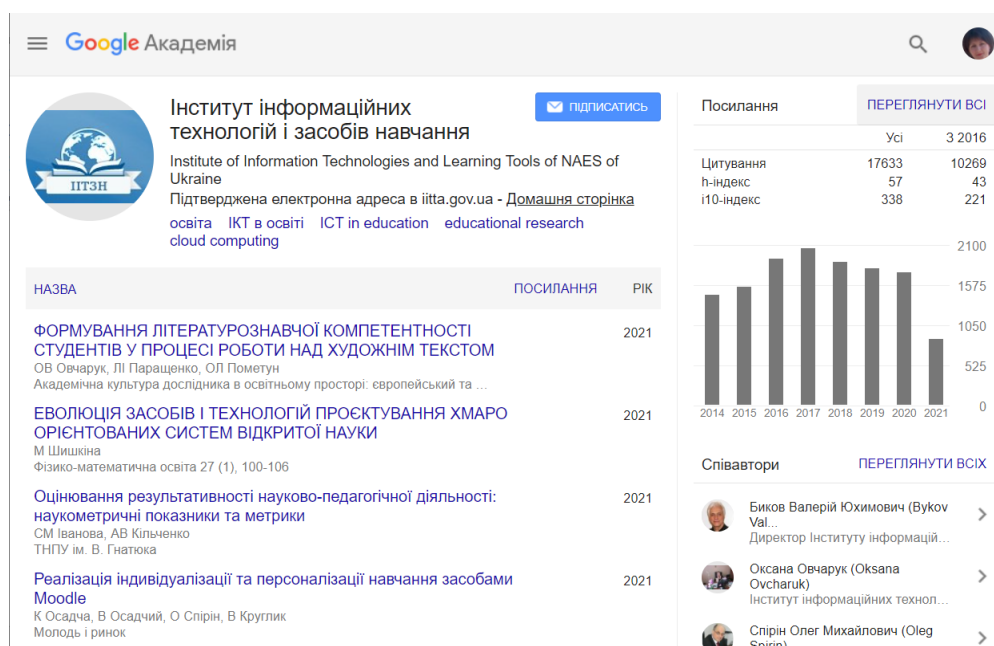 Google Академія
Інститут інформаційних
технологій і засобів навчання
ПІДПИСАТИСЬ
Institute of Information Technologies and Learning Tools of NAES of
Ukraine
Підтверджена електронна адреса в iitta.gov.ua - Домашня сторінка
освіта ІКТ в освіті ICT in education educational research
cloud computing
ІІТЗН
НАЗВА ПОСИЛАННЯ РІК
ФОРМУВАННЯ ЛІТЕРАТУРОЗНАВЧОЇ КОМПЕТЕНТНОСТІ
СТУДЕНТІВ У ПРОЦЕСІ РОБОТИ НАД ХУДОЖНІМ ТЕКСТОМ
2021
ОВ Овчарук, ЛІ Паращенко, ОЛ Пометун
Академічна культура дослідника в освітньому просторі: європейський та ...
ЕВОЛЮЦІЯ ЗАСОБІВ І ТЕХНОЛОГІЙ ПРОЄКТУВАННЯ ХМАРО
ОРІЄНТОВАНИХ СИСТЕМ ВІДКРИТОЇ НАУКИ
2021
М Шишкіна
Фізико-математична освіта 27 (1), 100-106
Оцінювання результативності науково-педагогічної діяльності:
наукометричні показники та метрики
2021
СМ Іванова, АВ Кільченко
ТНПУ ім. В. Гнатюка
Реалізація індивідуалізації та персоналізації навчання засобами
Moodle
2021
К Осадча, В Осадчий, О Спірін, В Круглик
Молодь і ринок
Посилання ПЕРЕГЛЯНУТИ ВСІ
Усі З 2016
Цитування 17633 10269
h-індекс 57 43
i10-індекс 338 221
2100
1575
1050
525
0
2014 2015 2016 2017 2018 2019 2020 2021
Співавтори ПЕРЕГЛЯНУТИ ВСІХ
Биков Валерій Юхимович (Bykov
Val...
Директор Інституту інформацій...
Оксана Овчарук (Oksana
Ovcharuk)
Інститут інформаційних технол...
Спірін Олег Михайлович (Oleg
Spirin)